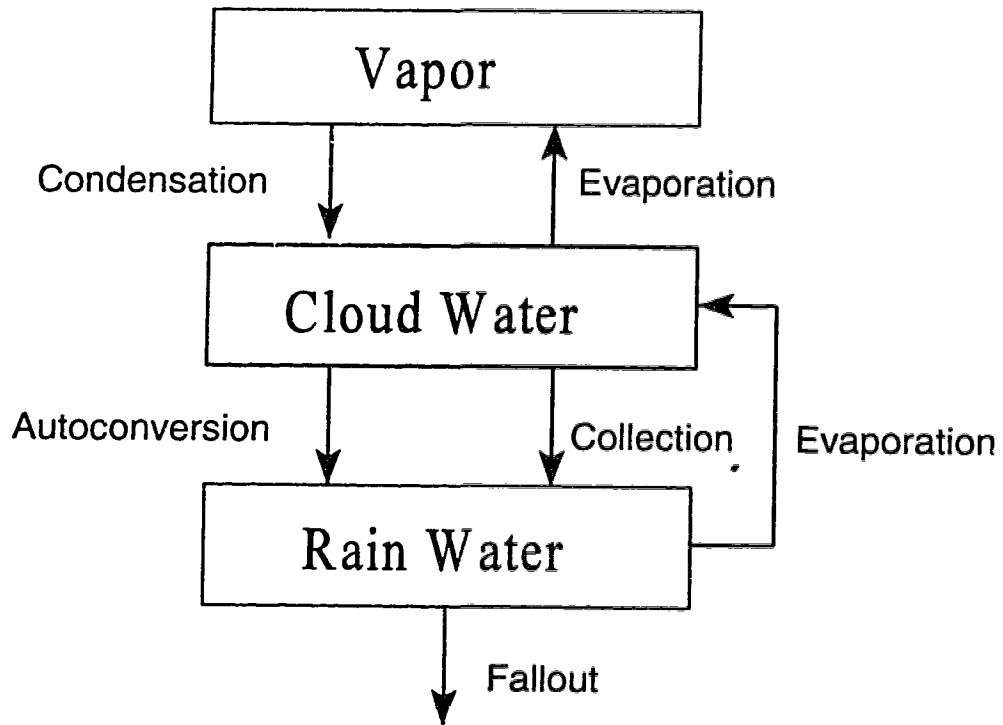 Vapor
Condensation
Evaporation
Cloud Water
Autoconversion
Collection
Evaporation
Rain Water
Fallout